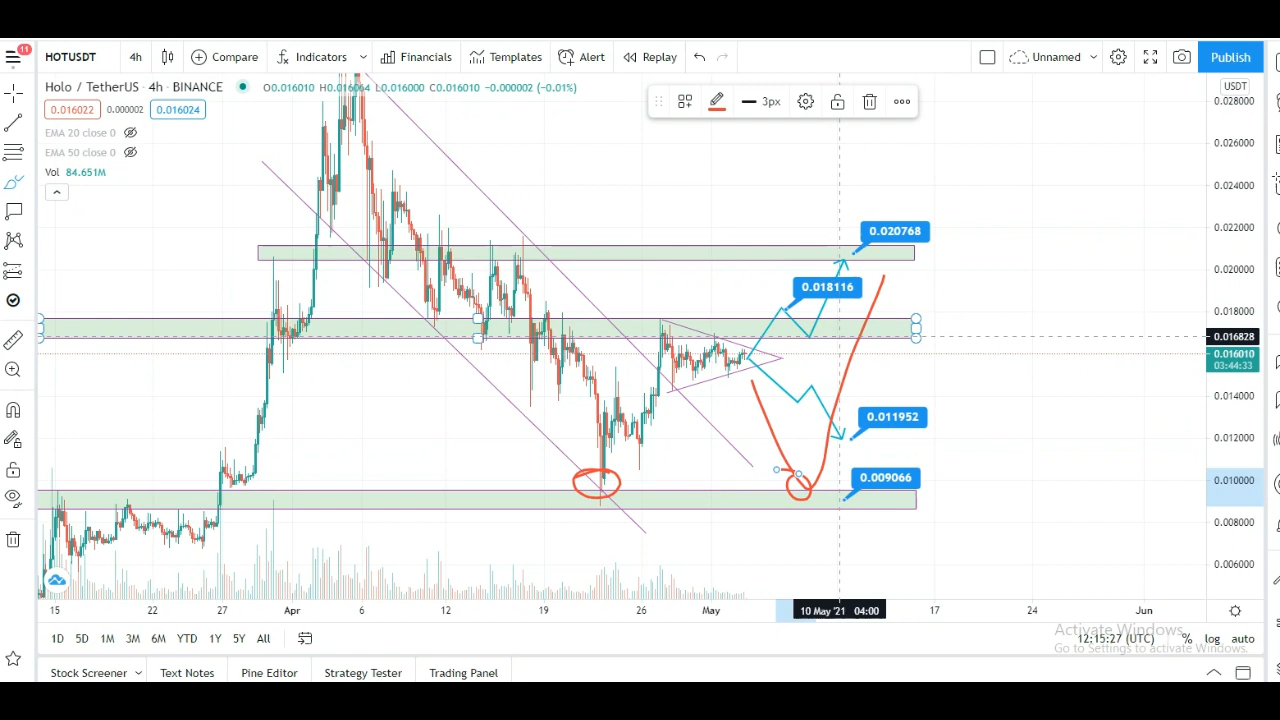 11
HOTUSDT 4h Compare Indicators Financials Templates Alert Replay Unnamed Publish
Holo / TetherUS · 4h · BINANCE O0.016010 H0.016064 L0.016000 C0.016010 -0.000002 (-0.01%)
USDT
0.016022 0.000002 0.016024
3px
EMA 20 close 0
EMA 50 close 0
Vol 84.651M
0.028000
0.026000
0.024000
0.022000
0.020000
0.018000
0.016828
0.016010
03:44:33
0.014000
0.012000
0.010000
0.008000
0.006000
0.020768
0.018116
0.011952
0.009066
15 22 27 Apr 6 12 19 26 May 10 May '21 04:00 17 24 Jun
1D 5D 1M 3M 6M YTD 1Y 5Y All 12:15:27 (UTC) % log auto
Activate Windows
Go to Settings to activate Windows.
Stock Screener Text Notes Pine Editor Strategy Tester Trading Panel